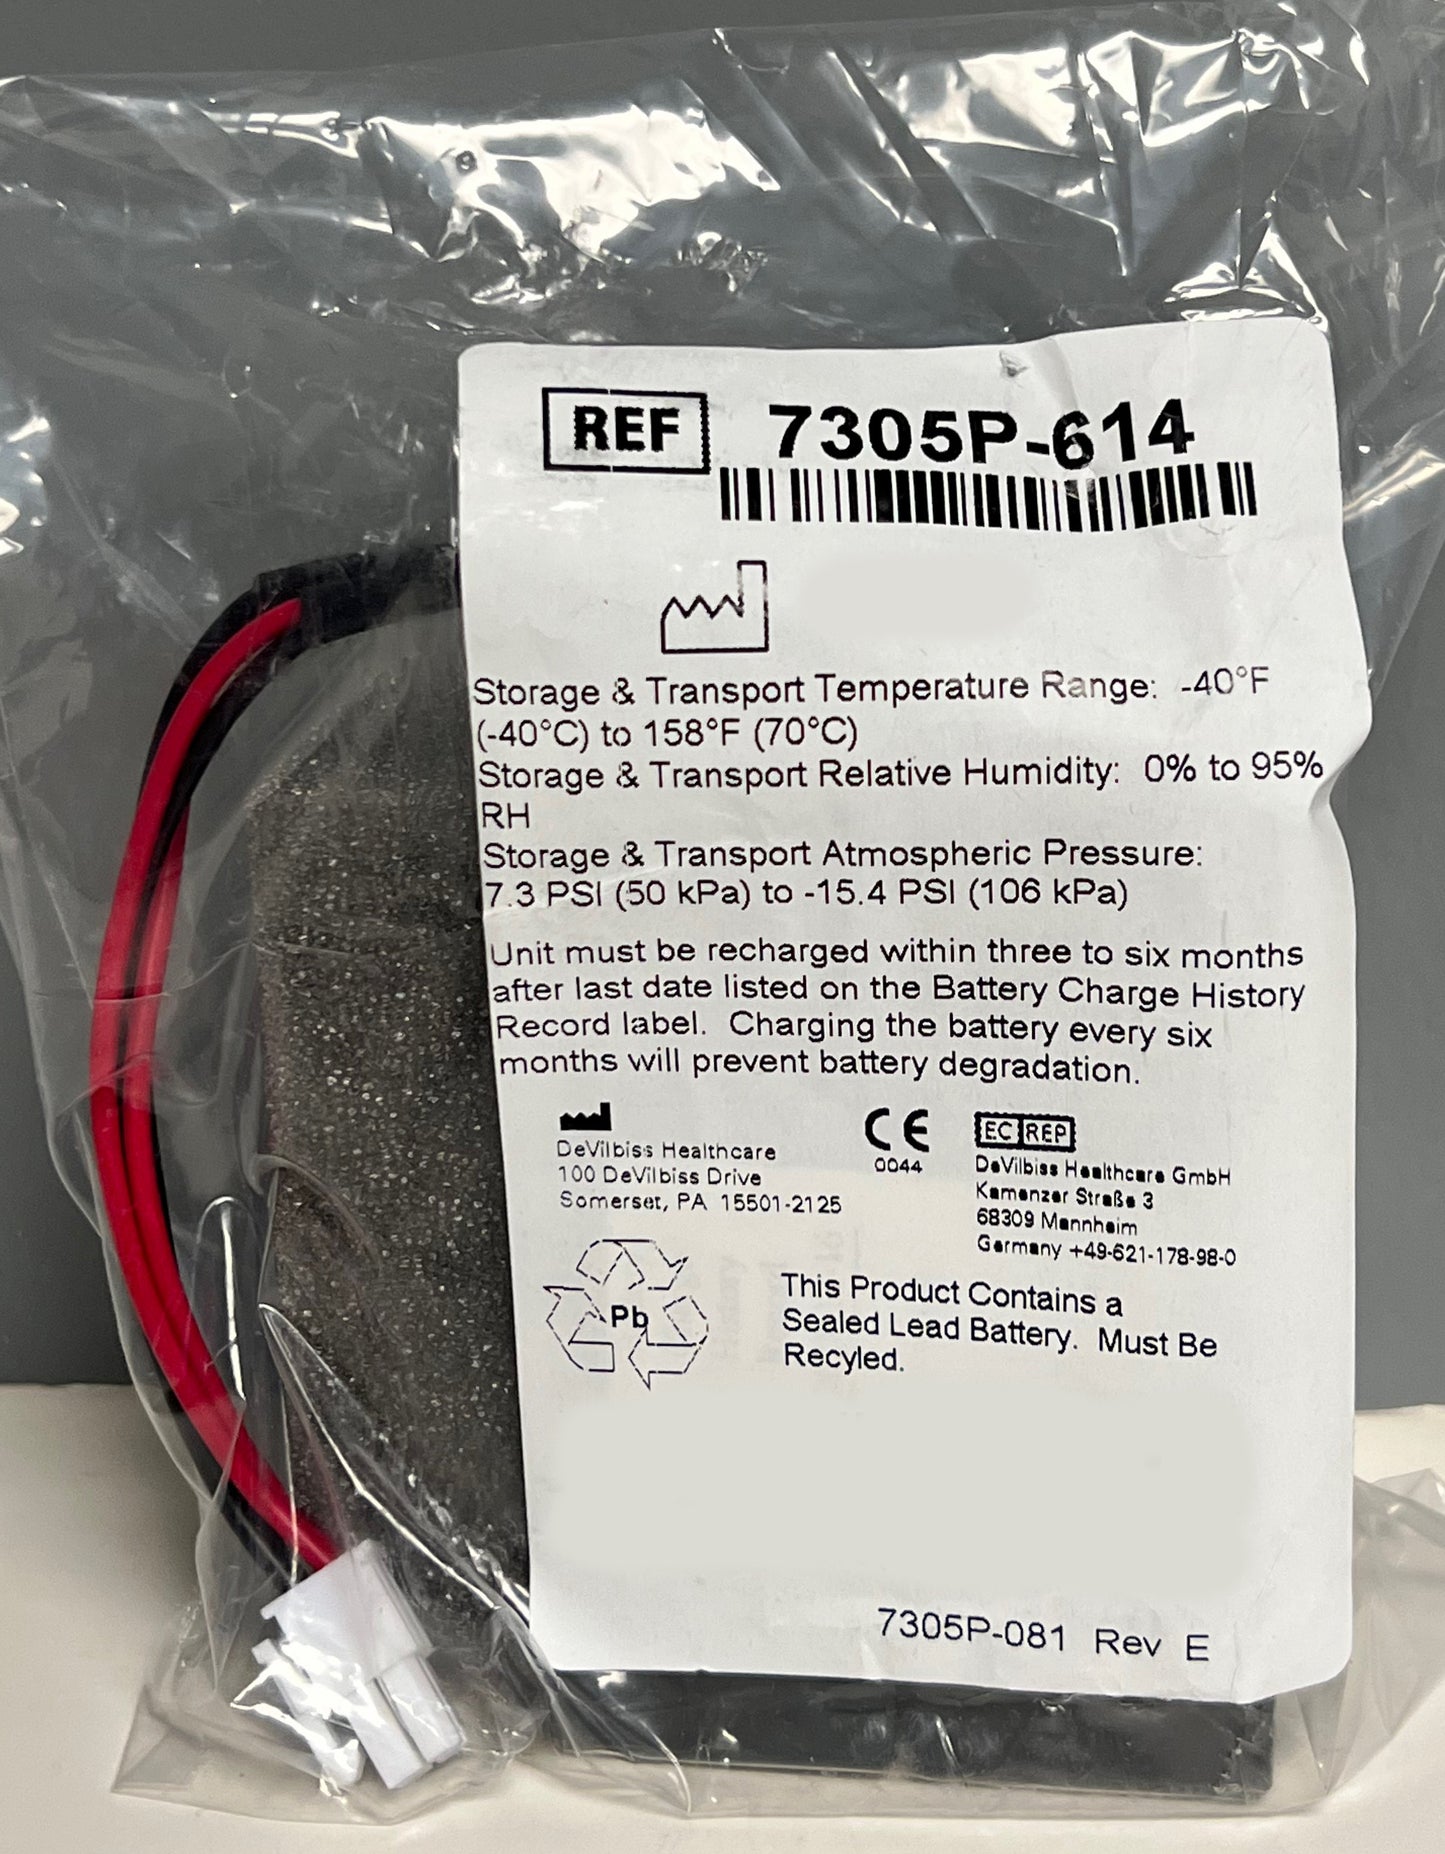 REF 7305P-614
Storage & Transport Temperature Range: -40°F
(-40°C) to 158°F (70°C)
Storage & Transport Relative Humidity: 0% to 95%
RH
Storage & Transport Atmospheric Pressure:
7.3 PSI (50 kPa) to -15.4 PSI (106 kPa)
Unit must be recharged within three to six months
after last date listed on the Battery Charge History
Record label. Charging the battery every six
months will prevent battery degradation.
DeVilbiss Healthcare
100 DeVilbiss Drive
Somerset, PA 15501-2125
CE
0044
EC REP
DeVilbiss Healthcare GmbH
Kamenzer Straße 3
68309 Mannheim
Germany +49-621-178-98-0
Pb
This Product Contains a
Sealed Lead Battery. Must Be
Recyled.
7305P-081 Rev E